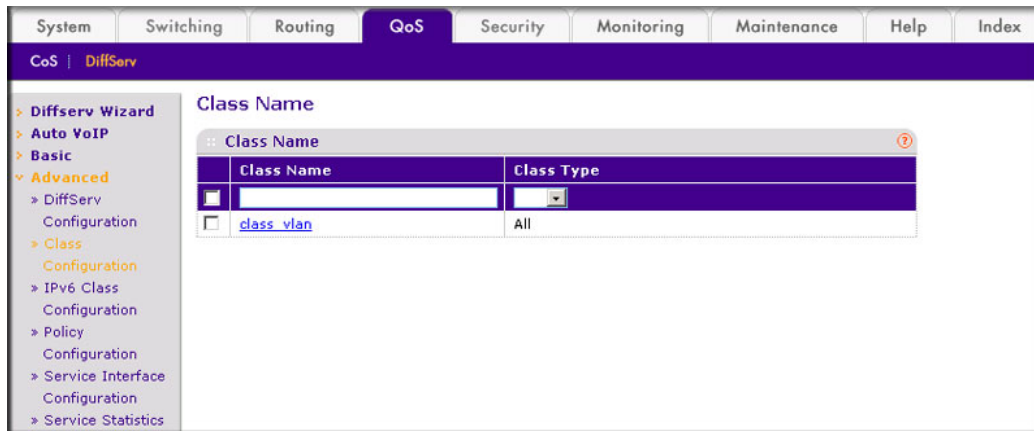 System Switching Routing QoS Security Monitoring Maintenance Help Index
CoS | DiffServ
> Diffserv Wizard
> Auto VoIP
> Basic
Advanced
» DiffServ
Configuration
» Class
Configuration
» IPv6 Class
Configuration
» Policy
Configuration
» Service Interface
Configuration
» Service Statistics
Class Name
Class Name ?
Class Name Class Type
class_vlan All